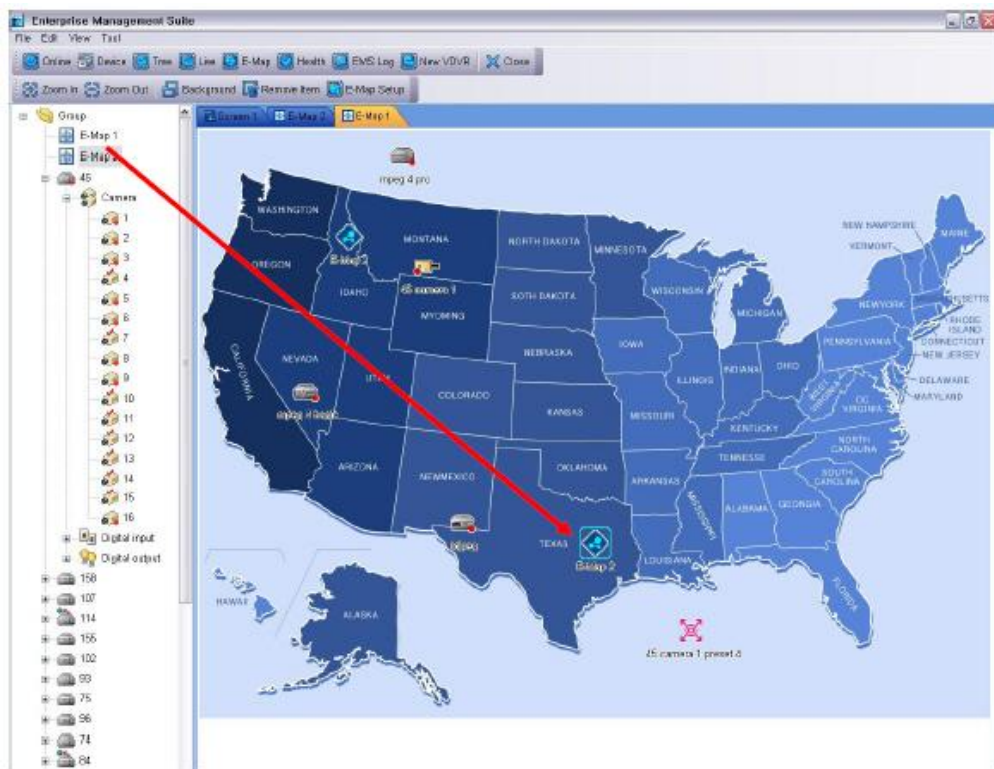 Enterprise Management Suite
File Edit View Tool
Online Device Tree Live E-Map Health EMS Log New VDVR Close
Zoom In Zoom Out Background Remove Item E-Map Setup
Group
E-Map 1
E-Map
45
Camera
1
2
3
4
5
6
7
8
9
10
11
12
13
14
15
16
Digital input
Digital output
158
107
114
155
102
93
75
96
74
84
Screen 1 E-Map 2 E-Map 1
mpeg 4 pro
WASHINGTON
OREGON
CALIFORNIA
NEVADA
IDAHO
MONTANA
E-Map 2
45 camera 1
MYOMING
UTAH
COLORADO
ARIZONA
NEWMEXICO
NORTH DAKOTA
SOTH DAKOTA
NEBRASKA
KANSAS
OKLAHOMA
TEXAS
E-Map 2
MINNESOTA
IOWA
MISSOURI
ARKANSAS
LOUISIANA
WISCONSIN
ILLINOIS
MICHIGAN
INDIANA
OHIO
KENTUCKY
TENNESSEE
MISSISSIPPI
ALABAMA
GEORGIA
FLORIDA
SOUTH CAROLINA
NORTH CAROLINA
VIRGINIA
PENNSYLVANIA
NEWYORK
VERMONT
NEW HAMPSHIRE
MAINE
RHODE ISLAND
CONNECTICUT
NEW JERSEY
DELAWARE
MARYLAND
HAWAII
ALASKA
45 camera 1 preset